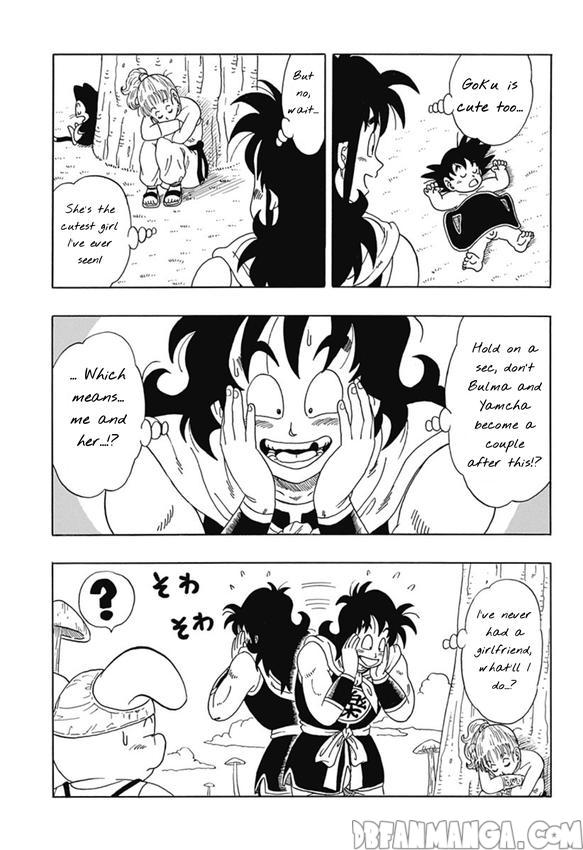 Goku is
cute too...
But
no,
wait...
She's the
cutest girl
I've ever
seen!
Hold on a
sec, don't
Bulma and
Yamcha
become a
couple
after this!?
... Which
means...
me and
her...!?
I've never
had a
girlfriend,
what'll I
do...?
そわ
そわ
?
DBFANMANGA.COM